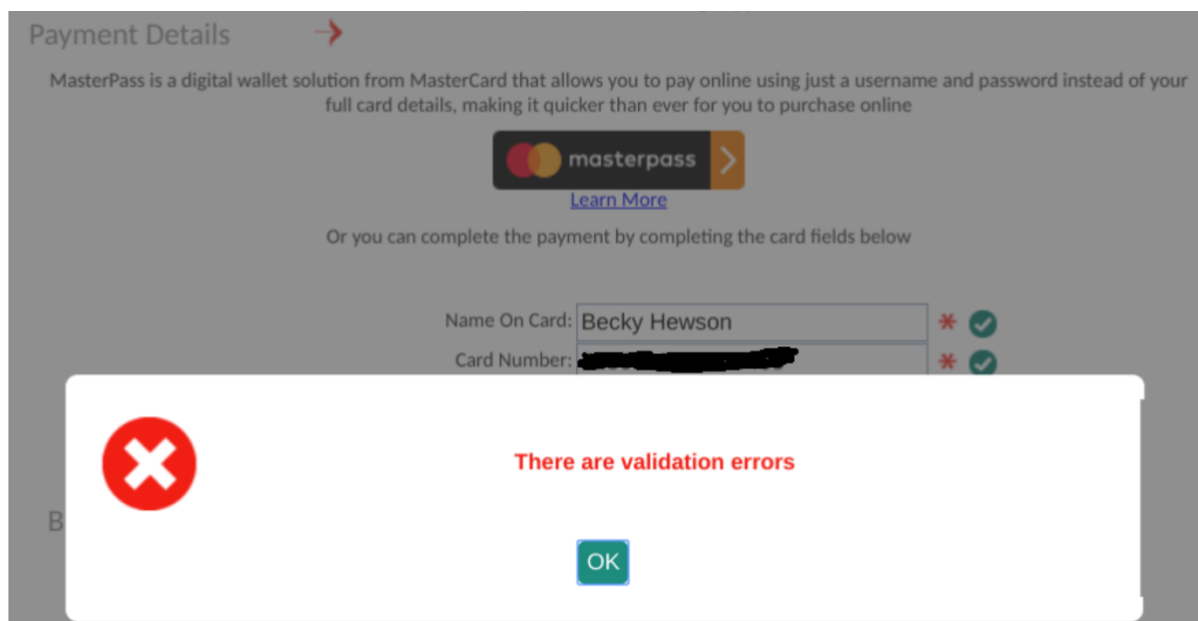 Payment Details
MasterPass is a digital wallet solution from MasterCard that allows you to pay online using just a username and password instead of your
full card details, making it quicker than ever for you to purchase online
masterpass
Learn More
Or you can complete the payment by completing the card fields below
Name On Card: Becky Hewson *
Card Number: *
There are validation errors
B
OK